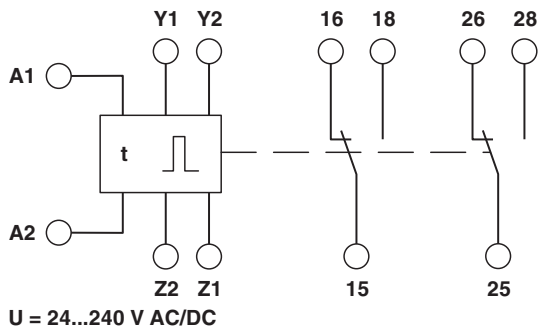 Y1 Y2 16 18 26 28
A1
t
A2
Z2 Z1 15 25
U = 24...240 V AC/DC